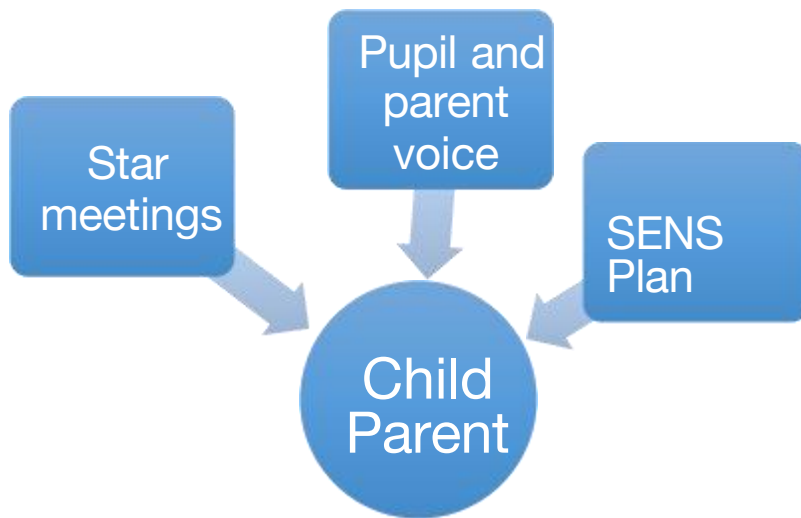 Star
meetings
Pupil and
parent
voice
SENS
Plan
Child
Parent